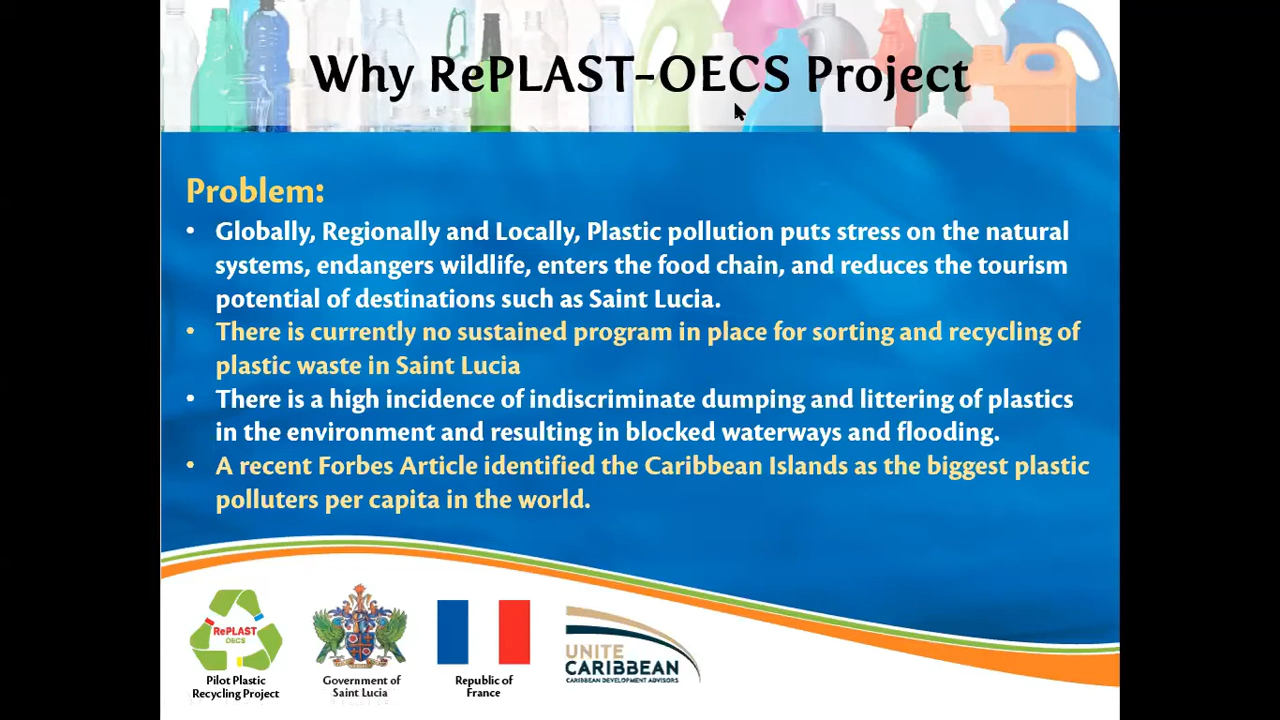 Why RePLAST-OECS Project
Problem:
• Globally, Regionally and Locally, Plastic pollution puts stress on the natural
systems, endangers wildlife, enters the food chain, and reduces the tourism
potential of destinations such as Saint Lucia.
• There is currently no sustained program in place for sorting and recycling of
plastic waste in Saint Lucia
• There is a high incidence of indiscriminate dumping and littering of plastics
in the environment and resulting in blocked waterways and flooding.
• A recent Forbes Article identified the Caribbean Islands as the biggest plastic
polluters per capita in the world.
RePLAST
OECS
Pilot Plastic
Recycling Project
Government of
Saint Lucia
Republic of
France
UNITE
CARIBBEAN
CARIBBEAN DEVELOPMENT ADVISORS